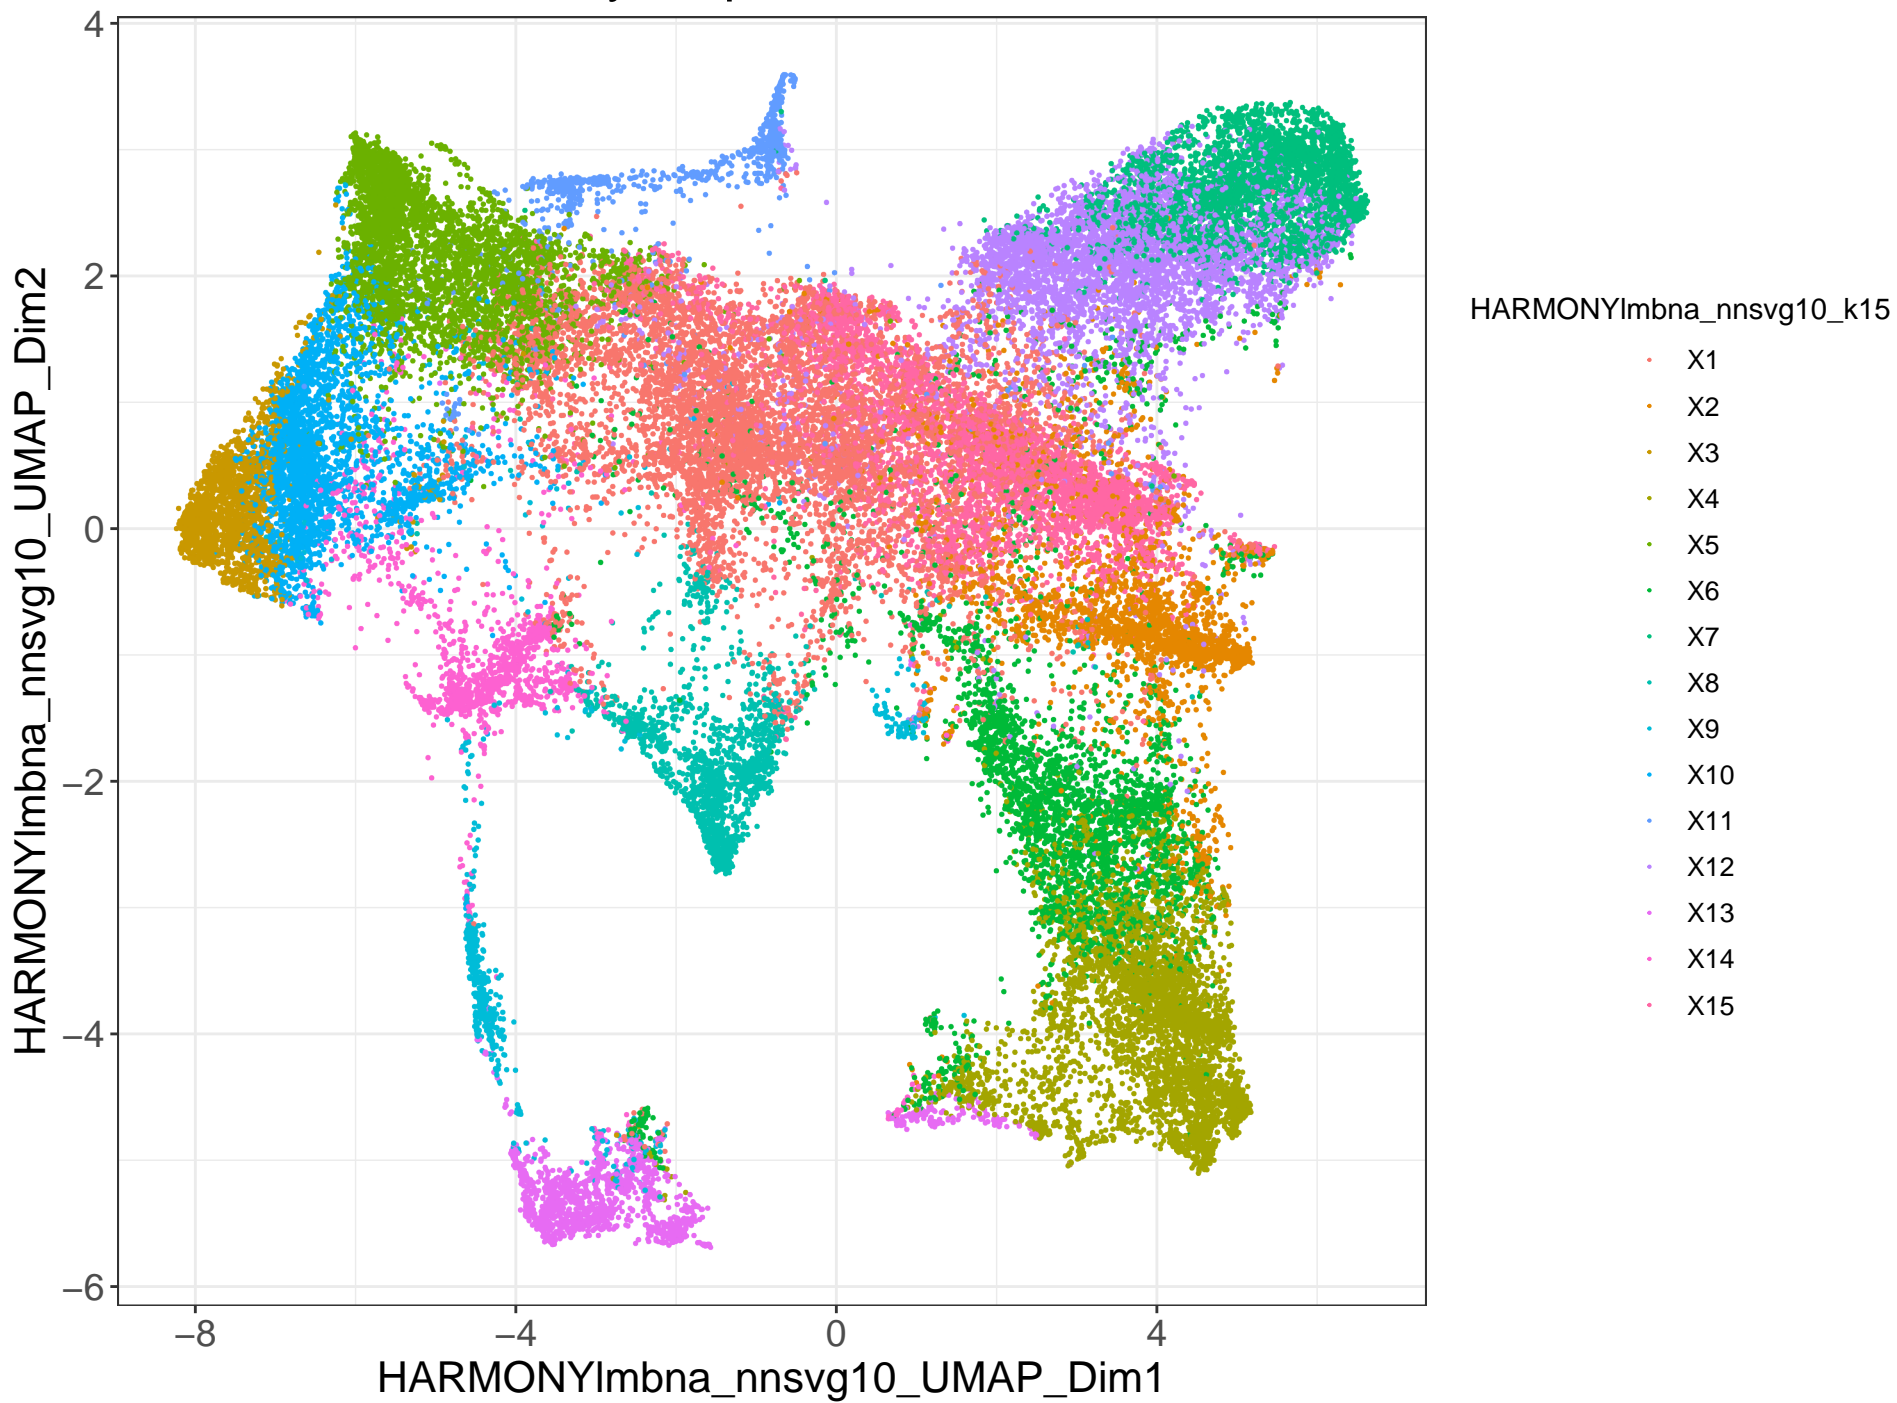 4
2
0
−2
−4
−6
−8
−4
0
4
HARMONYlmbna_nnsvg10_UMAP_Dim2
HARMONYlmbna_nnsvg10_UMAP_Dim1
HARMONYlmbna_nnsvg10_k15
X1
X2
X3
X4
X5
X6
X7
X8
X9
X10
X11
X12
X13
X14
X15